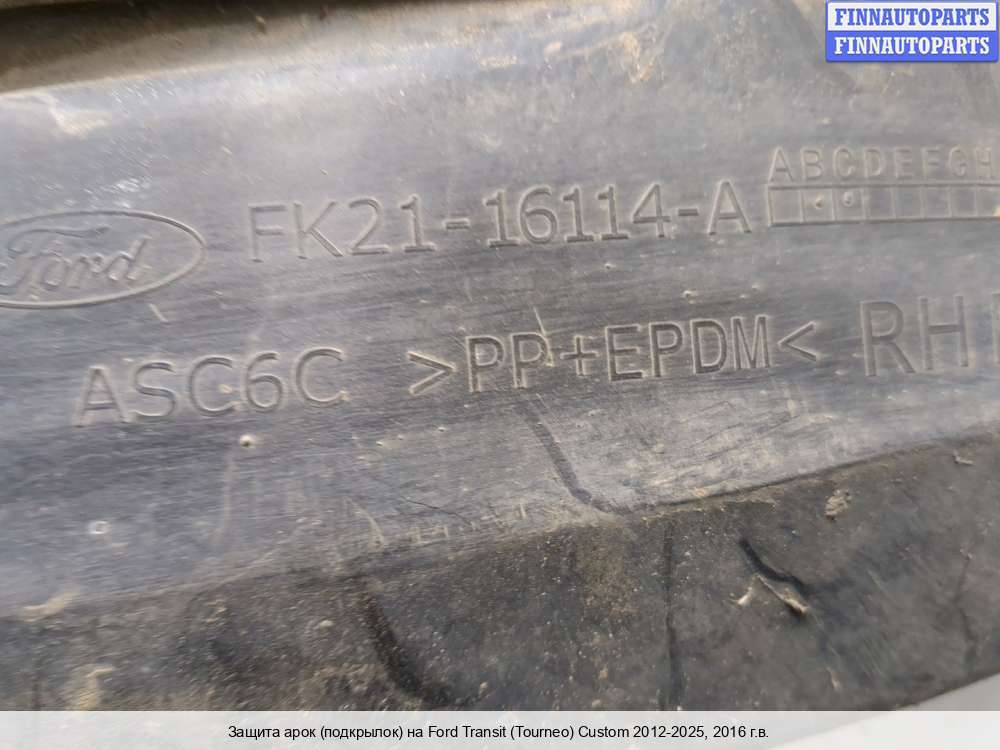 FINNAUTOPARTS
FINNAUTOPARTS
ABCDEFGH
Ford FK21-16114-A
ASC6C >PP+EPDM< RH
Защита арок (подкрылок) на Ford Transit (Tourneo) Custom 2012-2025, 2016 г.в.